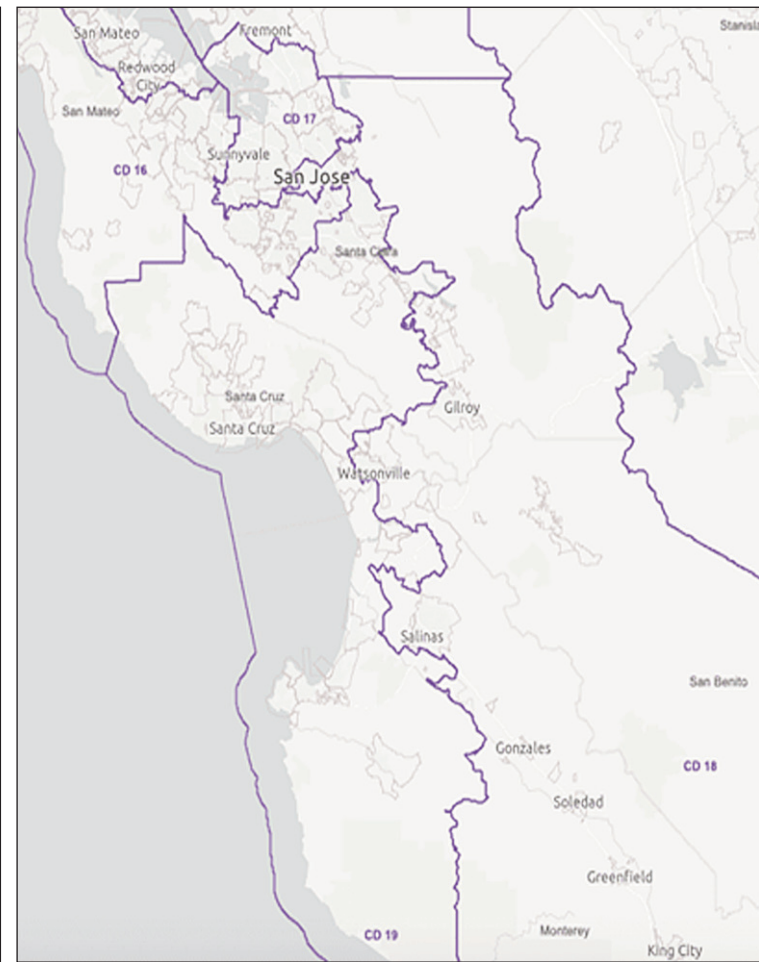 San Mateo
Fremont
Stanisla
Redwood
City
San Mateo
CD 17
CD 16
Sunnyvale
San Jose
Santa Clara
Santa Cruz
Gilroy
Santa Cruz
Watsonville
Salinas
San Benito
Gonzales
CD 18
Soledad
Greenfield
CD 19
Monterey
King City